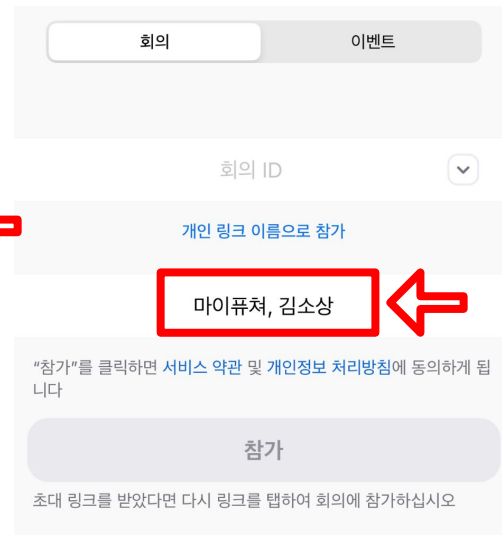 회의 이벤트
회의 ID
개인 링크 이름으로 참가
마이퓨쳐, 김소상
“참가”를 클릭하면 서비스 약관 및 개인정보 처리방침에 동의하게 됩
니다
참가
초대 링크를 받았다면 다시 링크를 탭하여 회의에 참가하십시오